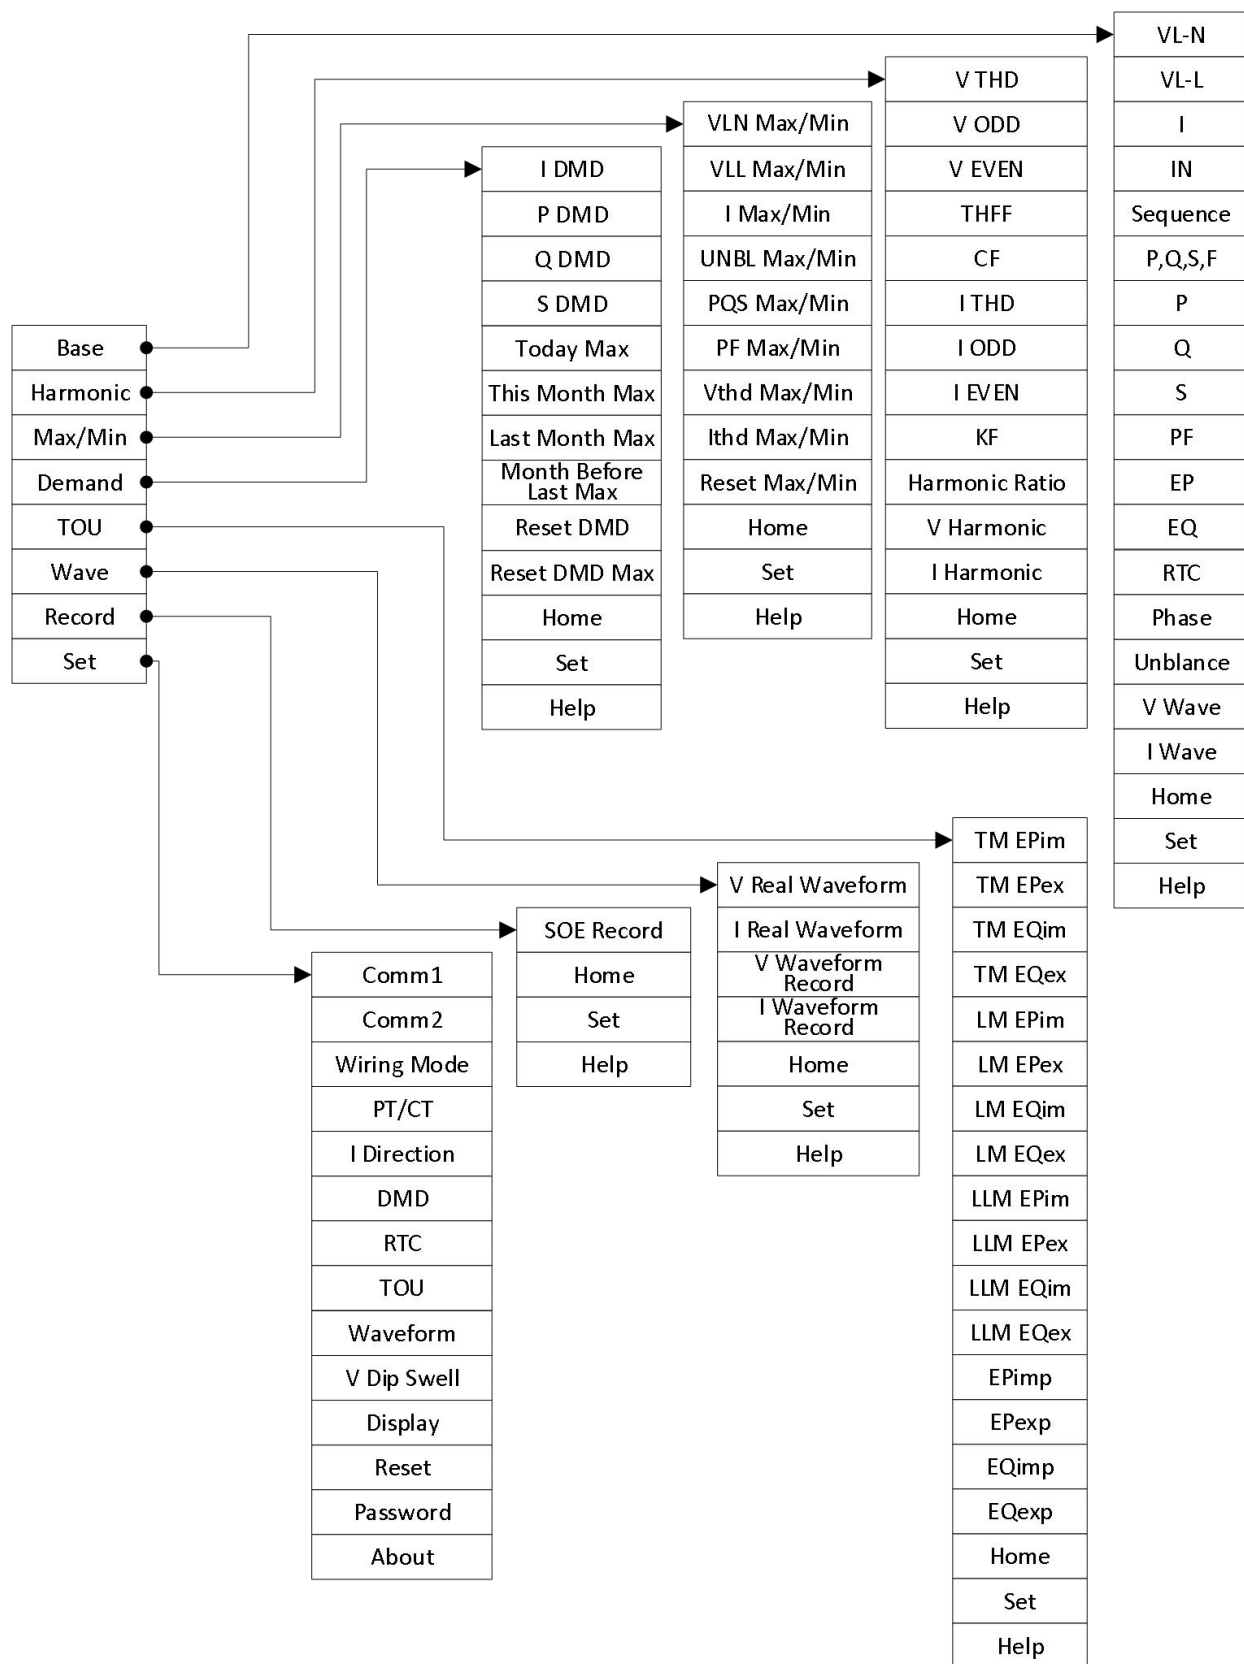 Base
Harmonic
Max/Min
Demand
TOU
Wave
Record
Set
I DMD
P DMD
Q DMD
S DMD
Today Max
This Month Max
Last Month Max
Month Before
Last Max
Reset DMD
Reset DMD Max
Home
Set
Help
VLN Max/Min
VLL Max/Min
I Max/Min
UNBL Max/Min
PQS Max/Min
PF Max/Min
Vthd Max/Min
Ithd Max/Min
Reset Max/Min
Home
Set
Help
V THD
V ODD
V EVEN
THFF
CF
I THD
I ODD
I EVEN
KF
Harmonic Ratio
V Harmonic
I Harmonic
Home
Set
Help
VL-N
VL-L
I
IN
Sequence
P,Q,S,F
P
Q
S
PF
EP
EQ
RTC
Phase
Unblance
V Wave
I Wave
Home
Set
Help
Comm1
Comm2
Wiring Mode
PT/CT
I Direction
DMD
RTC
TOU
Waveform
V Dip Swell
Display
Reset
Password
About
SOE Record
Home
Set
Help
V Real Waveform
I Real Waveform
V Waveform
Record
I Waveform
Record
Home
Set
Help
TM EPim
TM EPex
TM EQim
TM EQex
LM EPim
LM EPex
LM EQim
LM EQex
LLM EPim
LLM EPex
LLM EQim
LLM EQex
EPimp
EPexp
EQimp
EQexp
Home
Set
Help